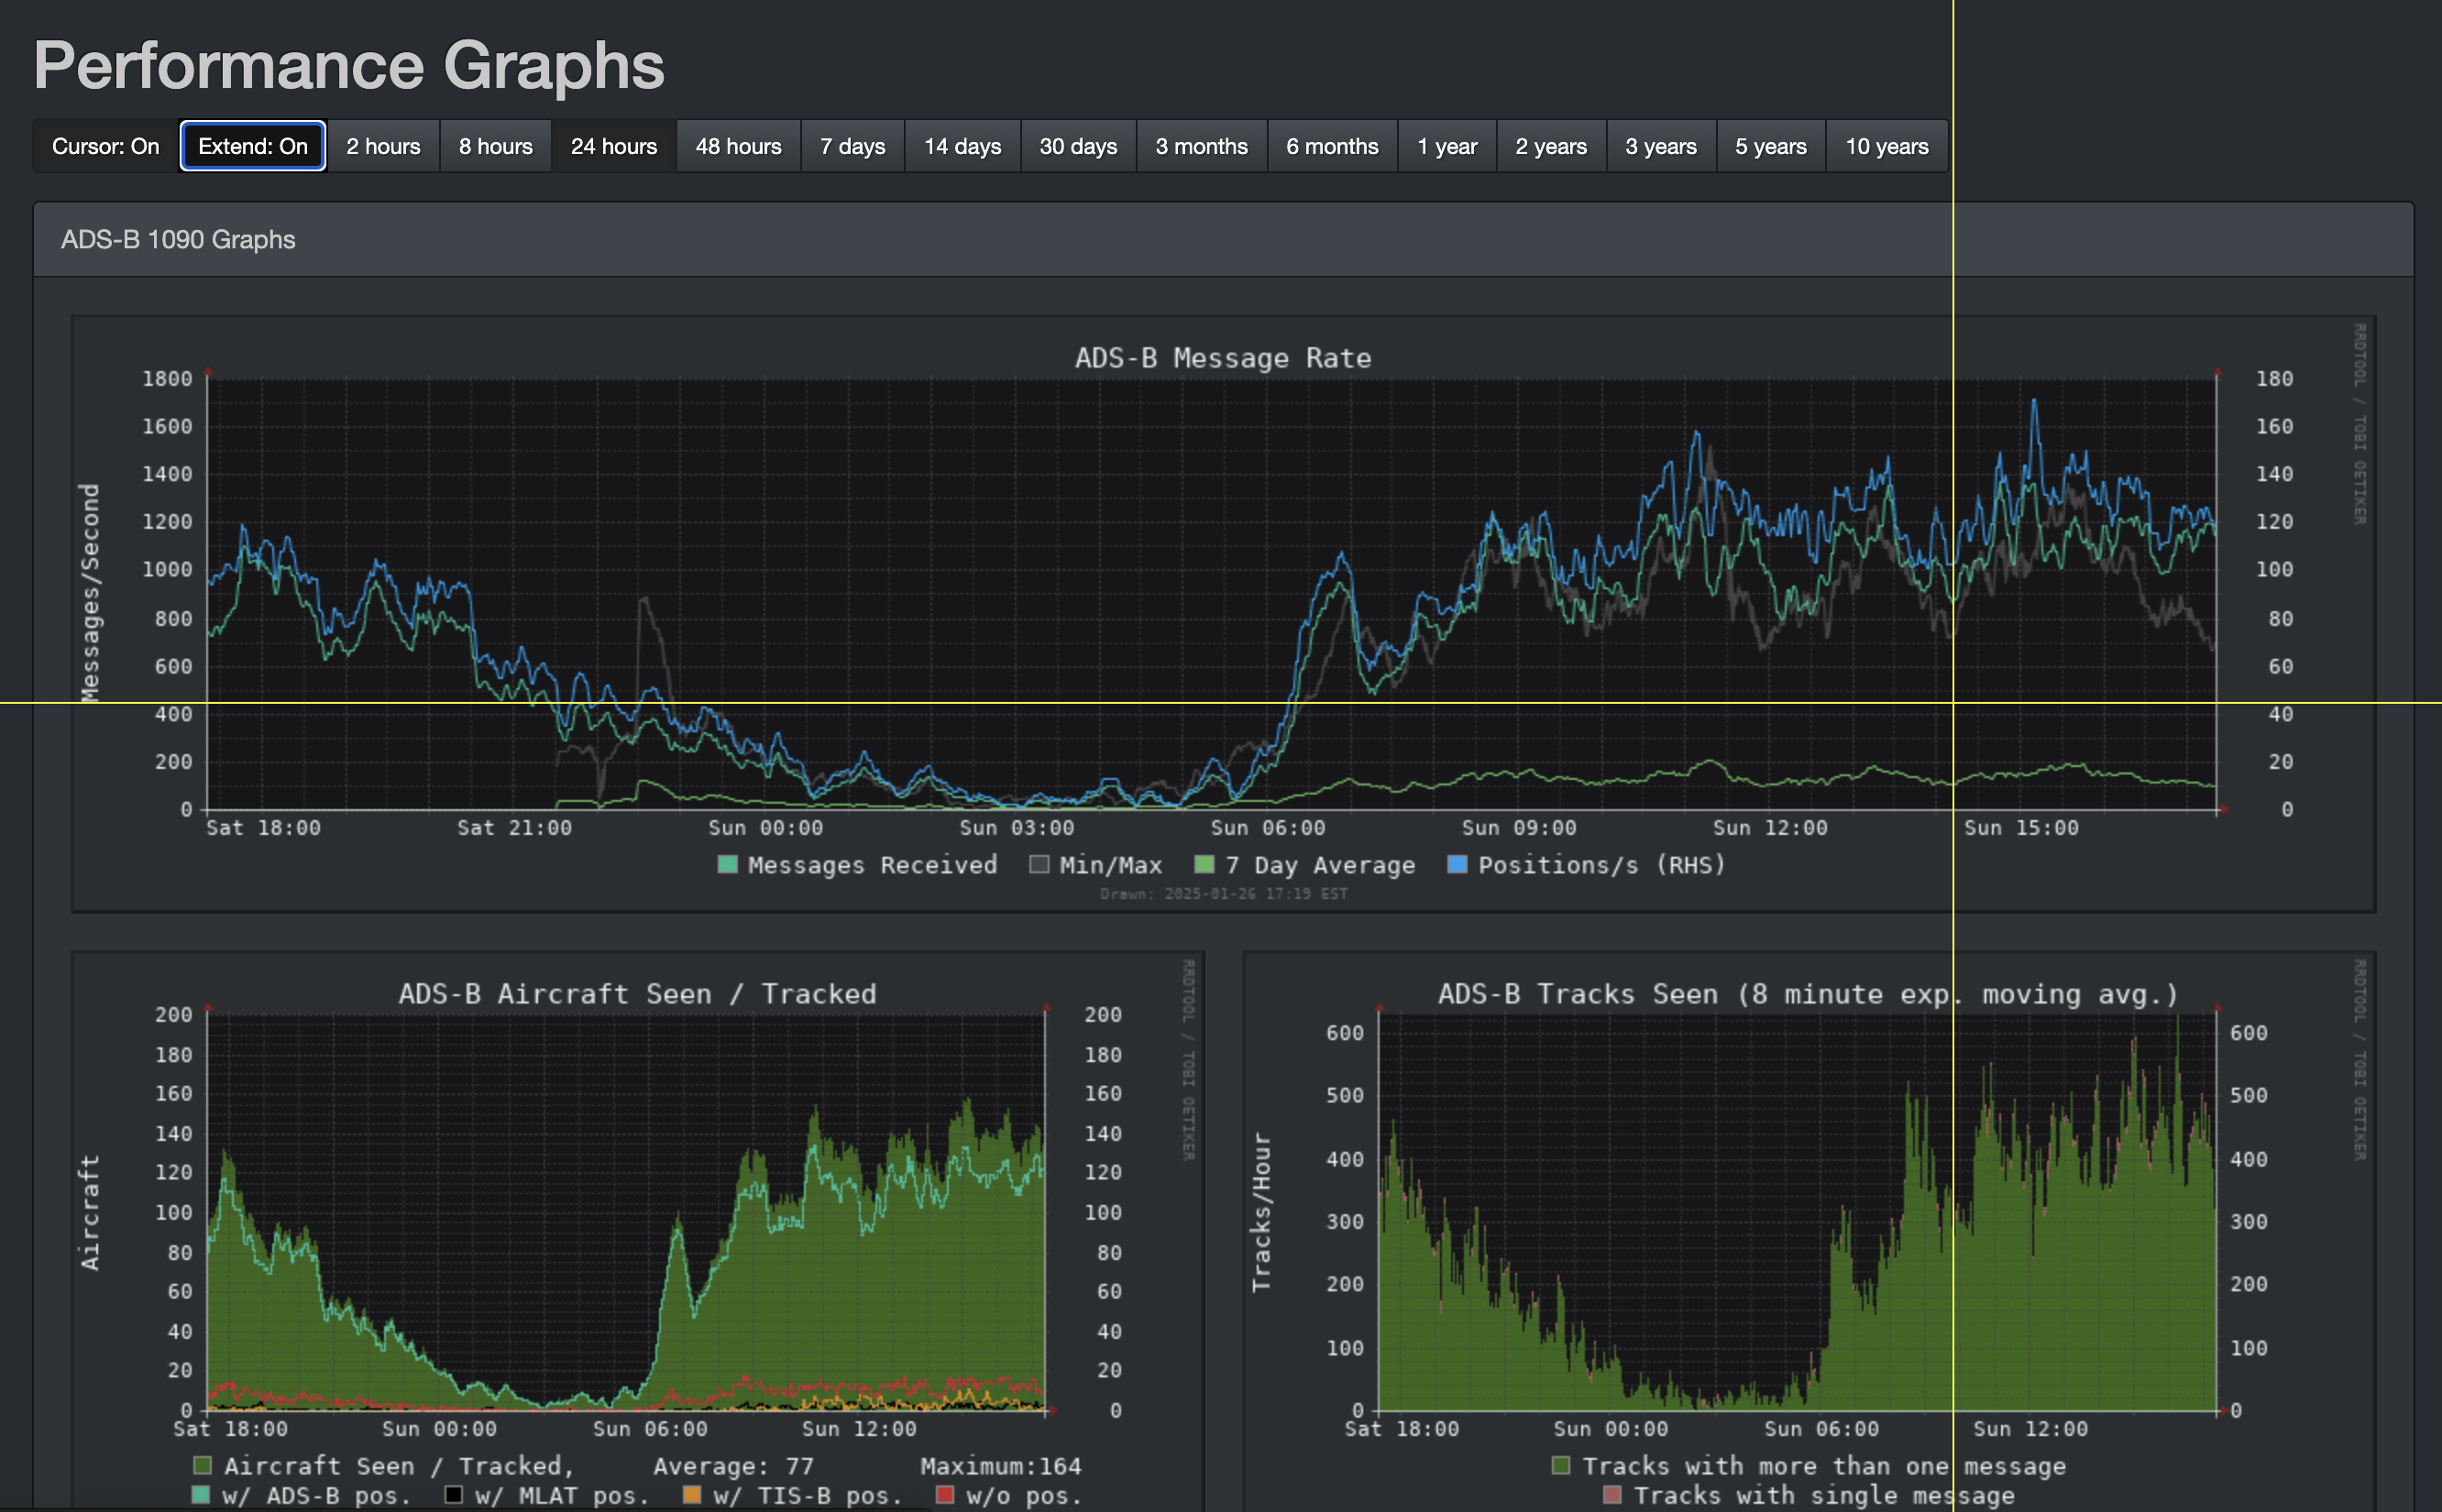 Performance Graphs
Cursor: On Extend: On 2 hours 8 hours 24 hours 48 hours 7 days 14 days 30 days 3 months 6 months 1 year 2 years 3 years 5 years 10 years
ADS-B 1090 Graphs
ADS-B Message Rate
RRDTOOL / TOBI OETIKER
Messages/Second
1800 180
1600 160
1400 140
1200 120
1000 100
800 80
600 60
400 40
200 20
0 0
Sat 18:00 Sat 21:00 Sun 00:00 Sun 03:00 Sun 06:00 Sun 09:00 Sun 12:00 Sun 15:00
Messages Received Min/Max 7 Day Average Positions/s (RHS)
Drawn: 2025-01-26 17:19 EST
ADS-B Aircraft Seen / Tracked
RRDTOOL / TOBI OETIKER
Aircraft
200 200
180 180
160 160
140 140
120 120
100 100
80 80
60 60
40 40
20 20
0 0
Sat 18:00 Sun 00:00 Sun 06:00 Sun 12:00
Aircraft Seen / Tracked, Average: 77 Maximum:164
w/ ADS-B pos. w/ MLAT pos. w/ TIS-B pos. w/o pos.
ADS-B Tracks Seen (8 minute exp. moving avg.)
RRDTOOL / TOBI OETIKER
Tracks/Hour
600 600
500 500
400 400
300 300
200 200
100 100
0 0
Sat 18:00 Sun 00:00 Sun 06:00 Sun 12:00
Tracks with more than one message
Tracks with single message